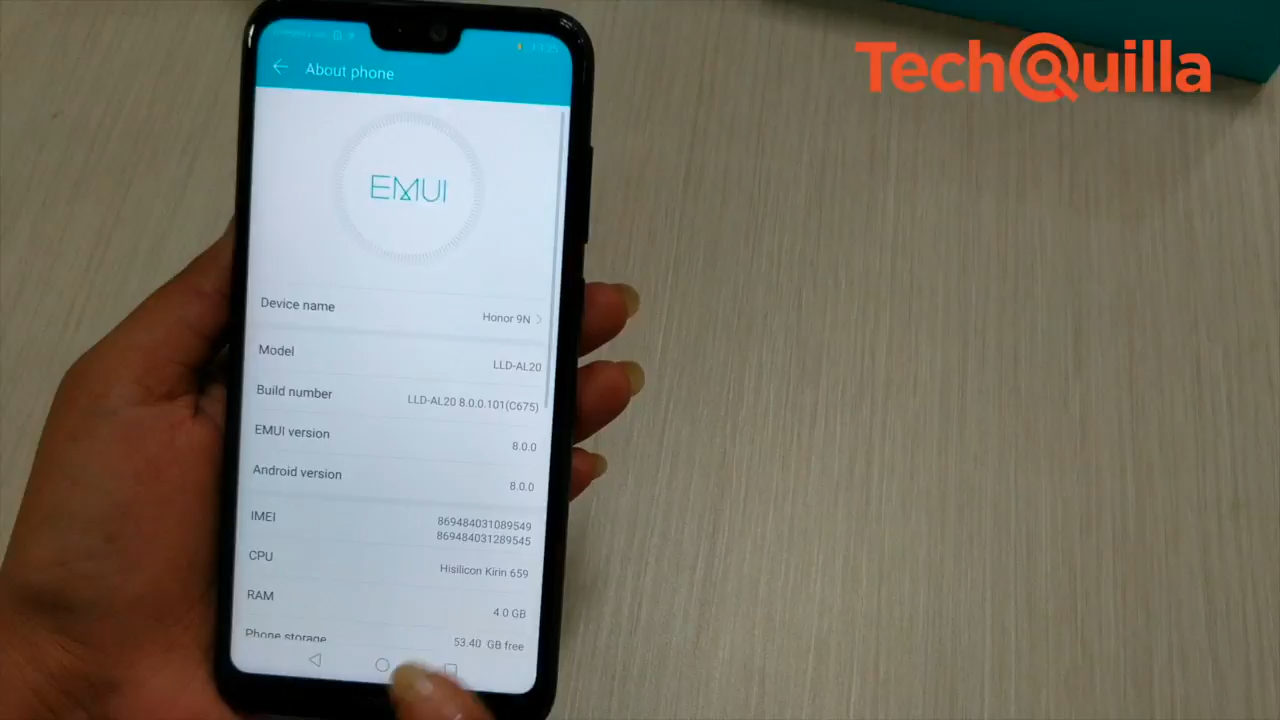 TechQuilla
About phone
EMUI
Device name
Honor 9N
Model
LLD-AL20
Build number
LLD-AL20 8.0.0.101(C675)
EMUI version
8.0.0
Android version
8.0.0
IMEI
869484031089549
869484031289545
CPU
Hisilicon Kirin 659
RAM
4.0 GB
Phone storage
53.40 GB free